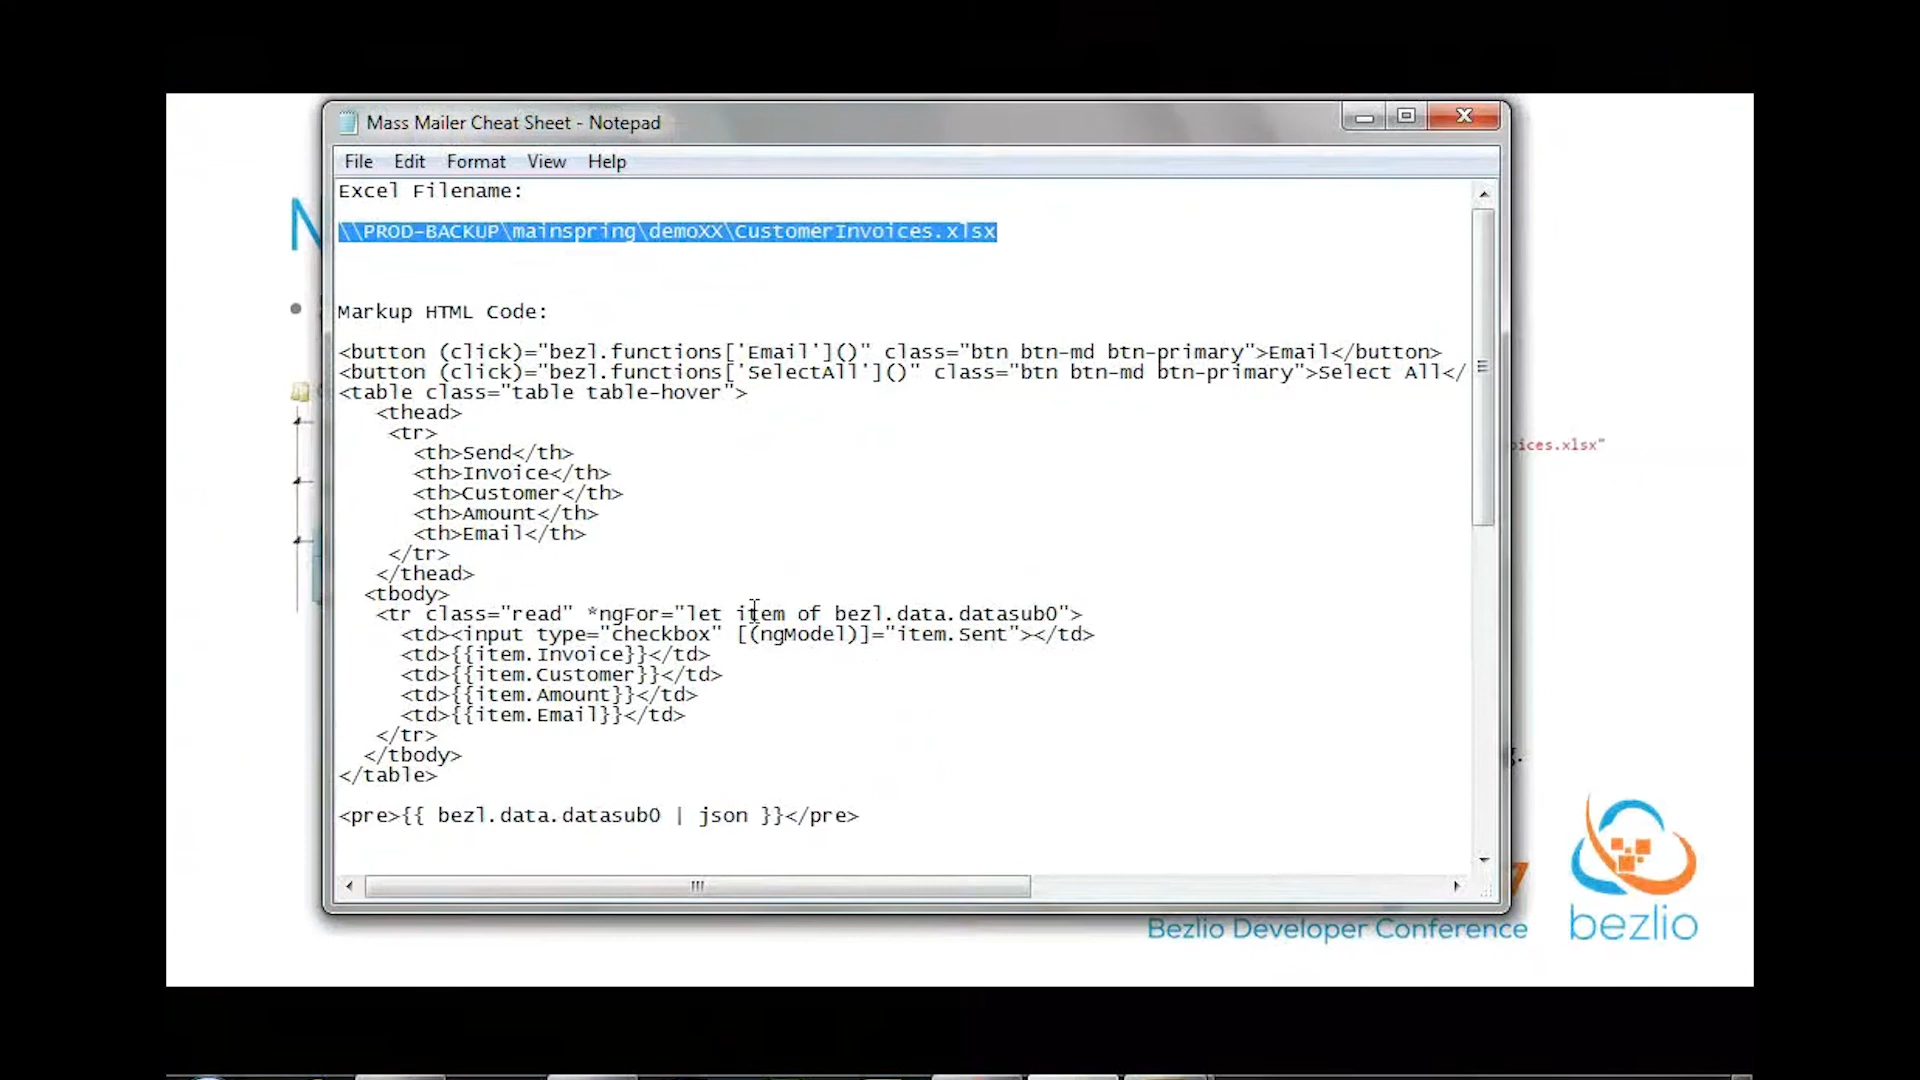 Mass Mailer Cheat Sheet - Notepad
File Edit Format View Help
Excel Filename:
\\PROD-BACKUP\mainspring\demoXX\CustomerInvoices.xlsx
Markup HTML Code:
<button (click)="bezl.functions['Email']()" class="btn btn-md btn-primary">Email</button>
<button (click)="bezl.functions['SelectAll']()" class="btn btn-md btn-primary">Select All</
<table class="table table-hover">
<thead>
<tr>
<th>Send</th>
<th>Invoice</th>
<th>Customer</th>
<th>Amount</th>
<th>Email</th>
</tr>
</thead>
<tbody>
<tr class="read" *ngFor="let item of bezl.data.datasub0">
<td><input type="checkbox" [(ngModel)]="item.Sent"></td>
<td>{{item.Invoice}}</td>
<td>{{item.Customer}}</td>
<td>{{item.Amount}}</td>
<td>{{item.Email}}</td>
</tr>
</tbody>
</table>
<pre>{{ bezl.data.datasub0 | json }}</pre>
oices.xlsx"
Bezlio Developer Conference
bezlio